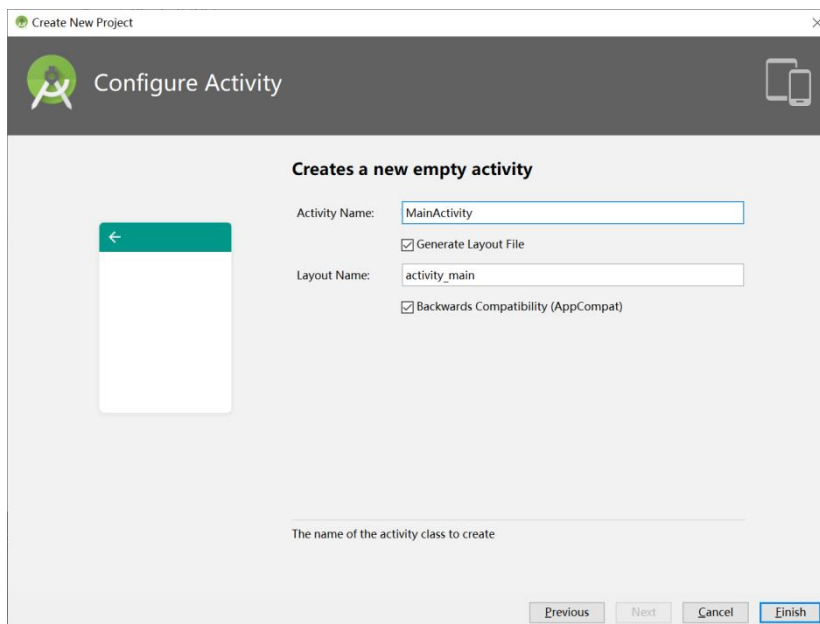 Create New Project
Configure Activity
Creates a new empty activity
Activity Name: MainActivity
Generate Layout File
Layout Name: activity_main
Backwards Compatibility (AppCompat)
The name of the activity class to create
Previous Next Cancel Finish